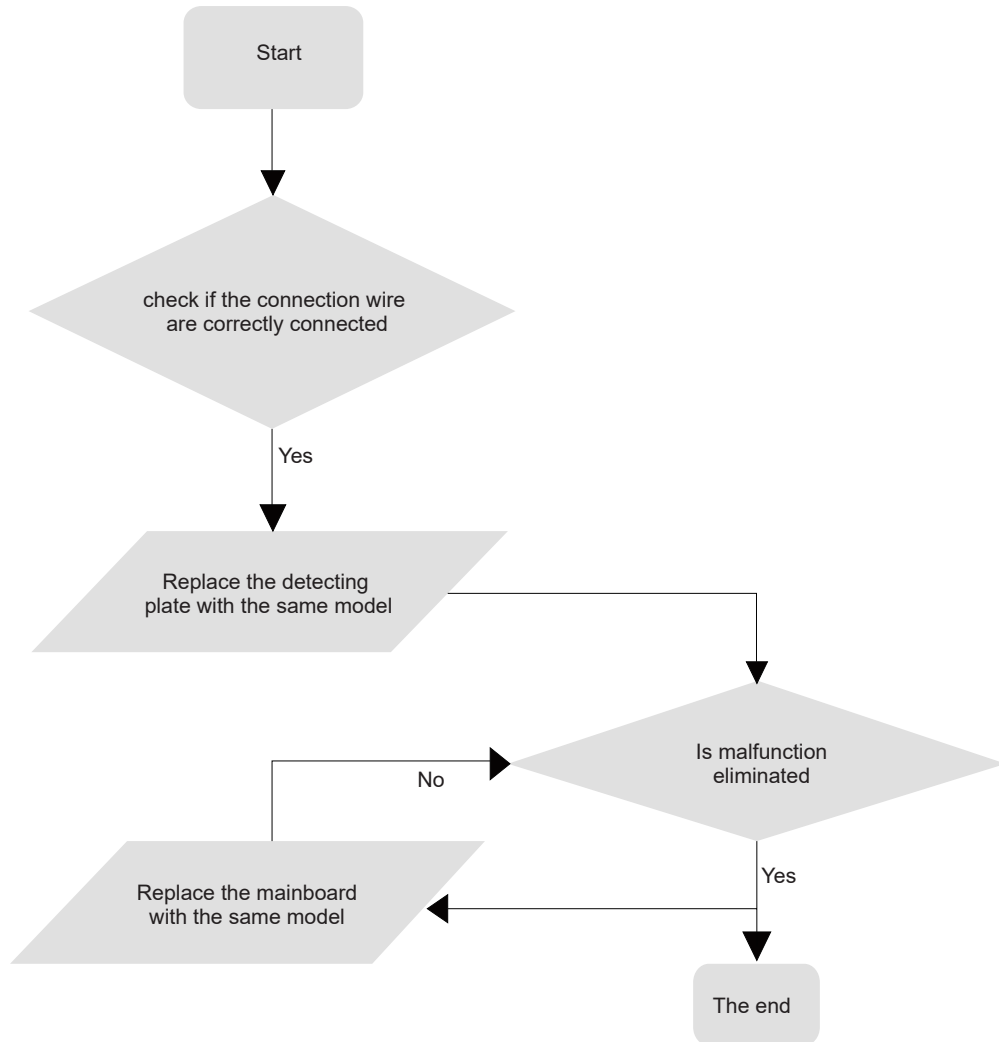 Start
check if the connection wire
are correctly connected
Yes
Replace the detecting
plate with the same model
Is malfunction
eliminated
No
Yes
Replace the mainboard
with the same model
The end